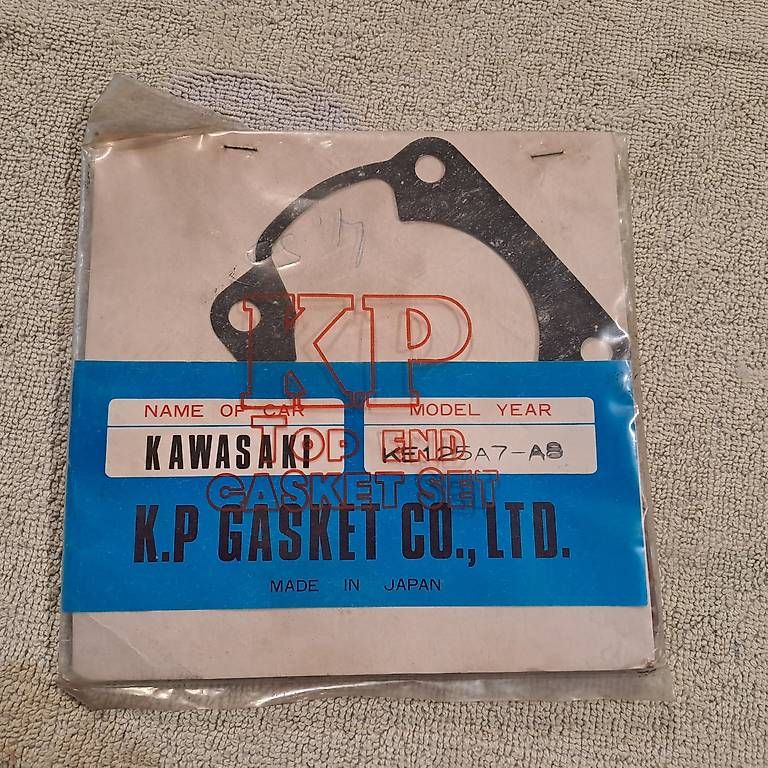 KP
NAME OF CAR MODEL YEAR
TOP END
KAWASAKI KE125A7-A8
GASKET SET
K.P GASKET CO., LTD.
MADE IN JAPAN